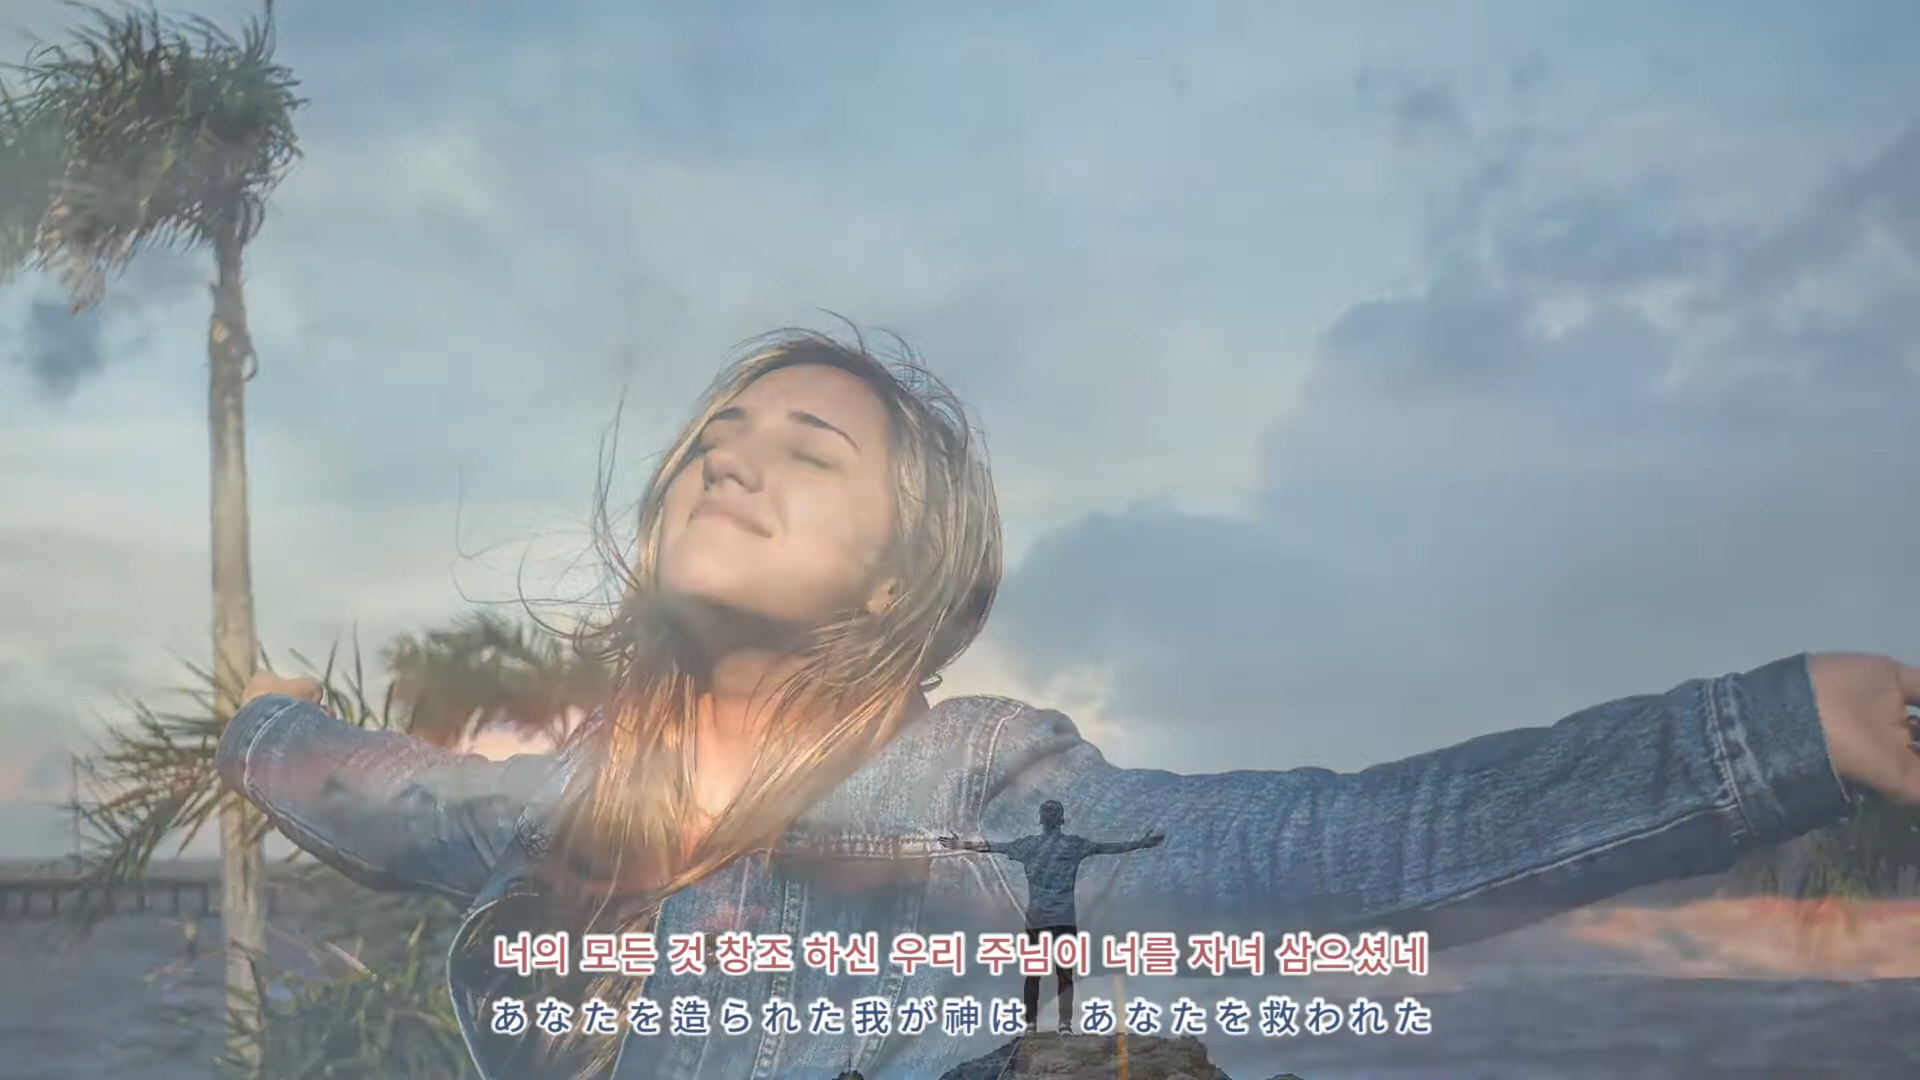 너의 모든 것 창조 하신 우리 주님이 너를 자녀 삼으셨네
あなたを造られた我が神は　あなたを救われた